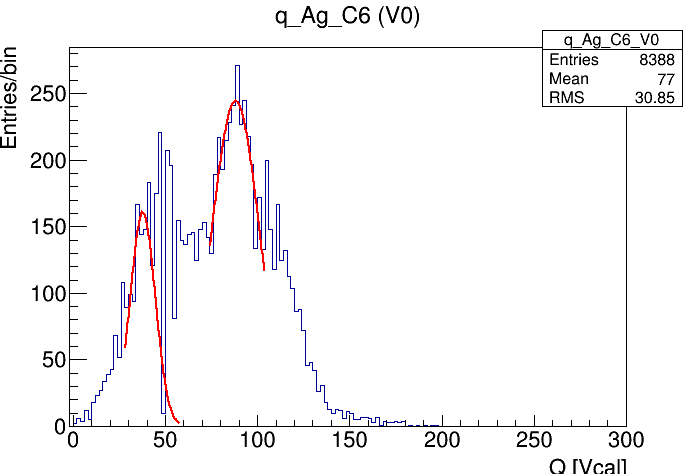 q_Ag_C6 (V0)
q_Ag_C6_V0
Entries 8388
Mean 77
RMS 30.85
Entries/bin
250
200
150
100
50
0
0 50 100 150 200 250 300
Q [Vcal]